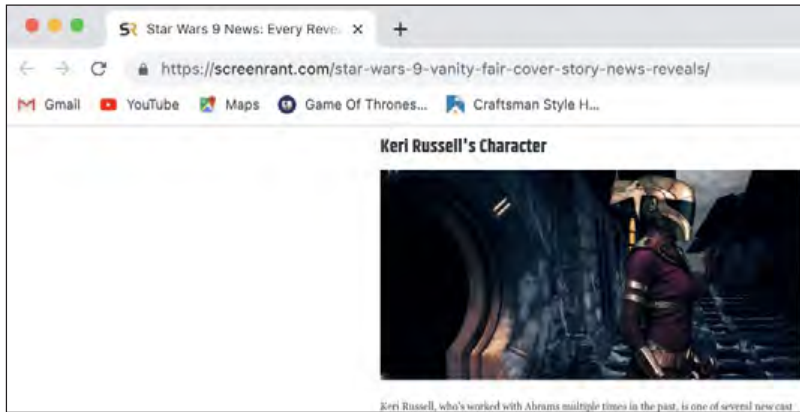 SR Star Wars 9 News: Every Reve
https://screenrant.com/star-wars-9-vanity-fair-cover-story-news-reveals/
Gmail YouTube Maps Game Of Thrones... Craftsman Style H...
Keri Russell's Character
Keri Russell, who's worked with Abrams multiple times in the past, is one of several new cast